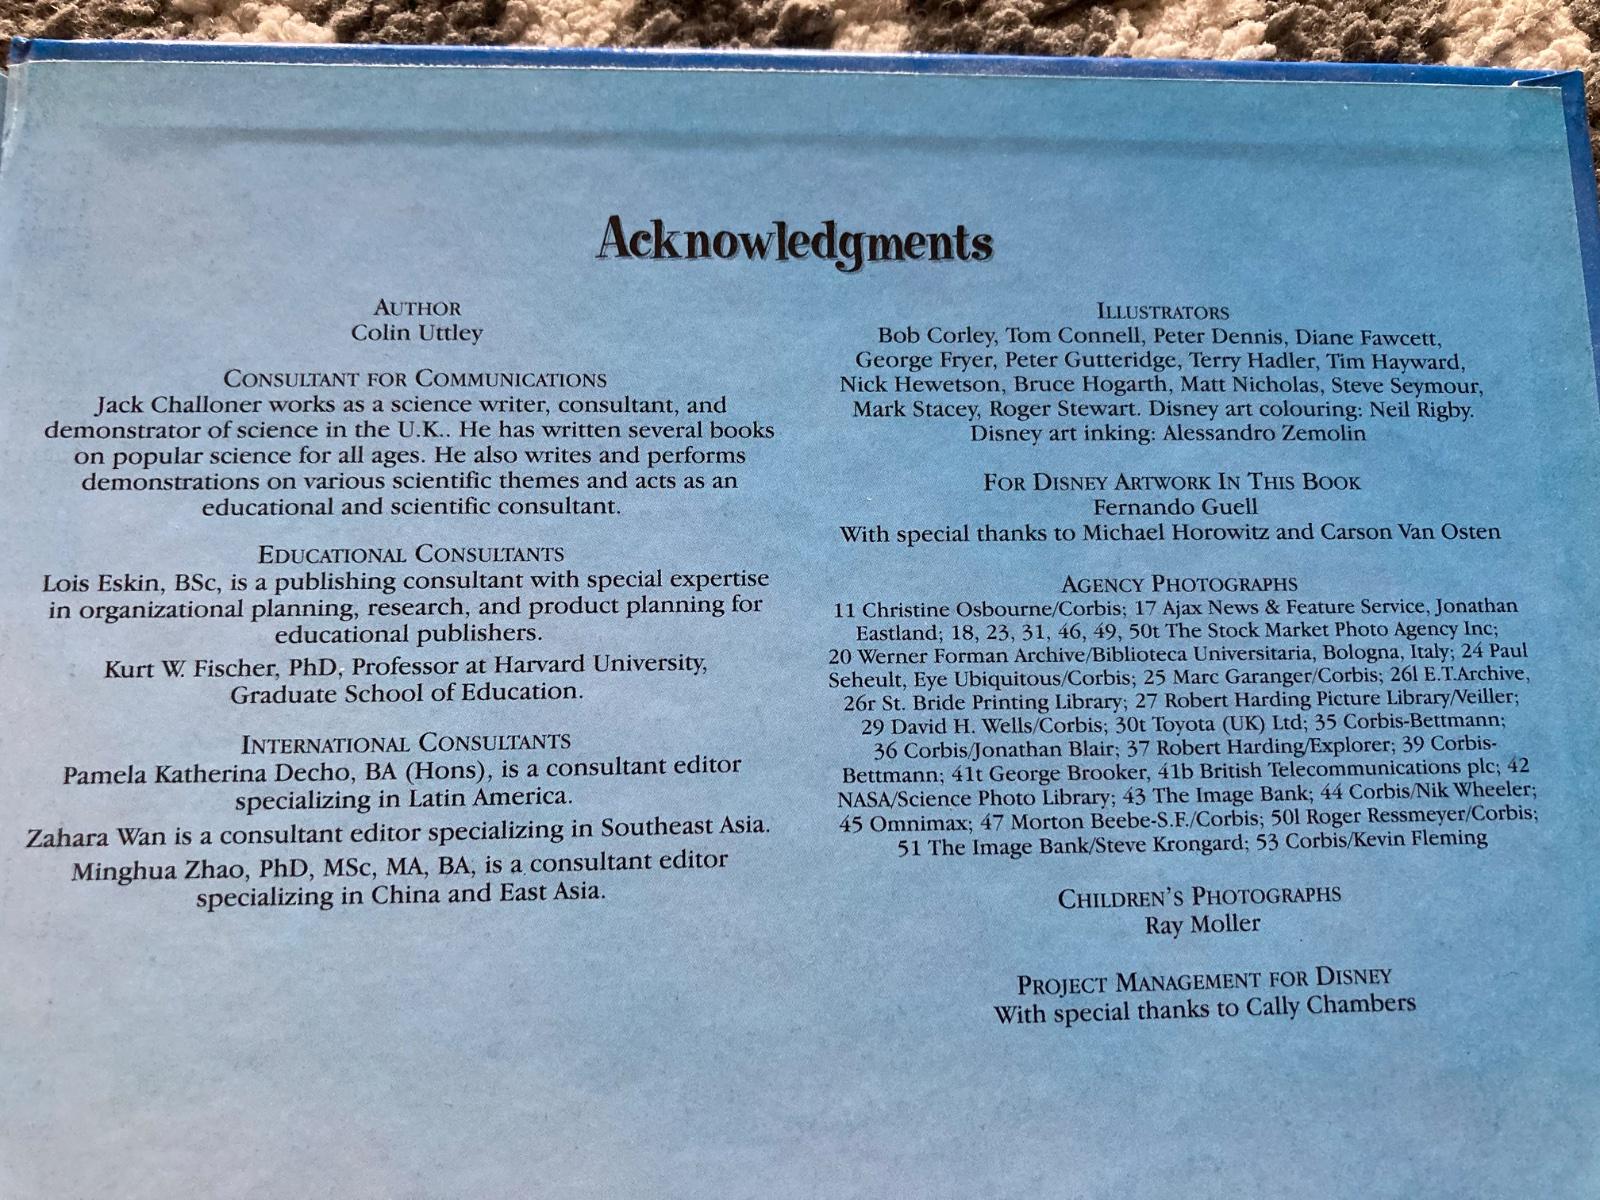 Acknowledgments
AUTHOR
Colin Uttley
CONSULTANT FOR COMMUNICATIONS
Jack Challoner works as a science writer, consultant, and
demonstrator of science in the U.K.. He has written several books
on popular science for all ages. He also writes and performs
demonstrations on various scientific themes and acts as an
educational and scientific consultant.
EDUCATIONAL CONSULTANTS
Lois Eskin, BSc, is a publishing consultant with special expertise
in organizational planning, research, and product planning for
educational publishers.
Kurt W. Fischer, PhD, Professor at Harvard University,
Graduate School of Education.
INTERNATIONAL CONSULTANTS
Pamela Katherina Decho, BA (Hons), is a consultant editor
specializing in Latin America.
Zahara Wan is a consultant editor specializing in Southeast Asia.
Minghua Zhao, PhD, MSc, MA, BA, is a consultant editor
specializing in China and East Asia.
ILLUSTRATORS
Bob Corley, Tom Connell, Peter Dennis, Diane Fawcett,
George Fryer, Peter Gutteridge, Terry Hadler, Tim Hayward,
Nick Hewetson, Bruce Hogarth, Matt Nicholas, Steve Seymour,
Mark Stacey, Roger Stewart. Disney art colouring: Neil Rigby.
Disney art inking: Alessandro Zemolin
FOR DISNEY ARTWORK IN THIS BOOK
Fernando Guell
With special thanks to Michael Horowitz and Carson Van Osten
AGENCY PHOTOGRAPHS
11 Christine Osbourne/Corbis; 17 Ajax News & Feature Service, Jonathan
Eastland; 18, 23, 31, 46, 49, 50t The Stock Market Photo Agency Inc;
20 Werner Forman Archive/Biblioteca Universitaria, Bologna, Italy; 24 Paul
Seheult, Eye Ubiquitous/Corbis; 25 Marc Garanger/Corbis; 26l E.T.Archive,
26r St. Bride Printing Library; 27 Robert Harding Picture Library/Veiller;
29 David H. Wells/Corbis; 30t Toyota (UK) Ltd; 35 Corbis-Bettmann;
36 Corbis/Jonathan Blair; 37 Robert Harding/Explorer; 39 Corbis-
Bettmann; 41t George Brooker, 41b British Telecommunications plc; 42
NASA/Science Photo Library; 43 The Image Bank; 44 Corbis/Nik Wheeler;
45 Omnimax; 47 Morton Beebe-S.F./Corbis; 50l Roger Ressmeyer/Corbis;
51 The Image Bank/Steve Krongard; 53 Corbis/Kevin Fleming
CHILDREN'S PHOTOGRAPHS
Ray Moller
PROJECT MANAGEMENT FOR DISNEY
With special thanks to Cally Chambers